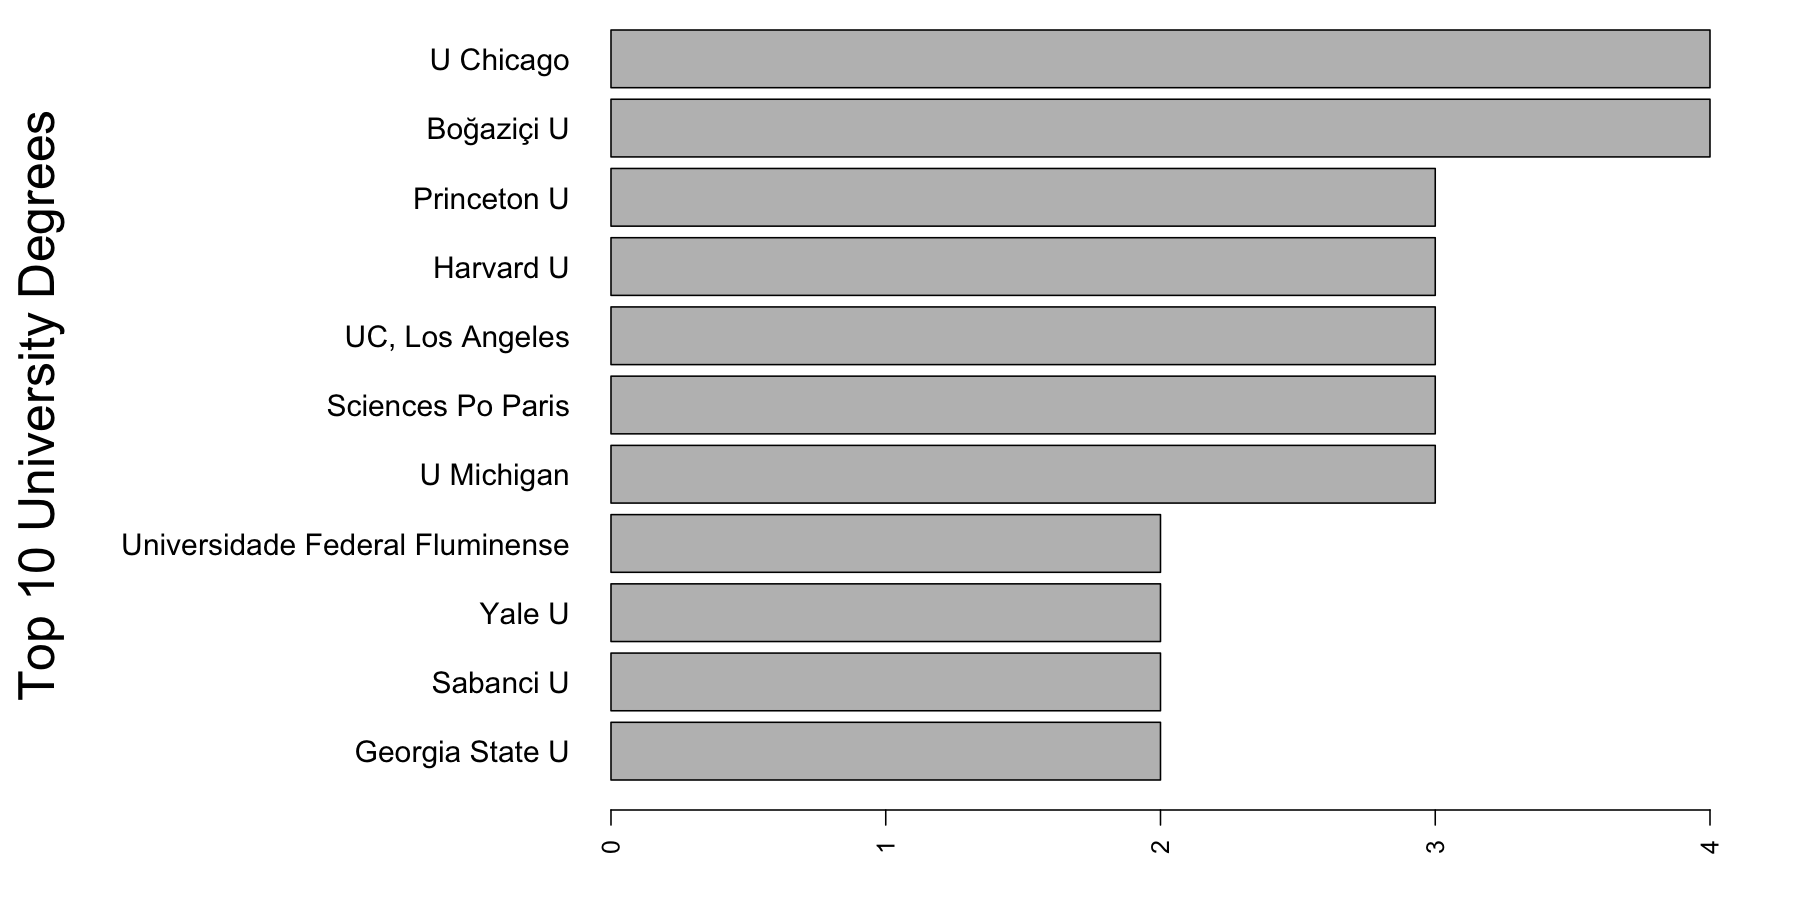 Top 10 University Degrees
U Chicago
Boğaziçi U
Princeton U
Harvard U
UC, Los Angeles
Sciences Po Paris
U Michigan
Universidade Federal Fluminense
Yale U
Sabanci U
Georgia State U
0 1 2 3 4